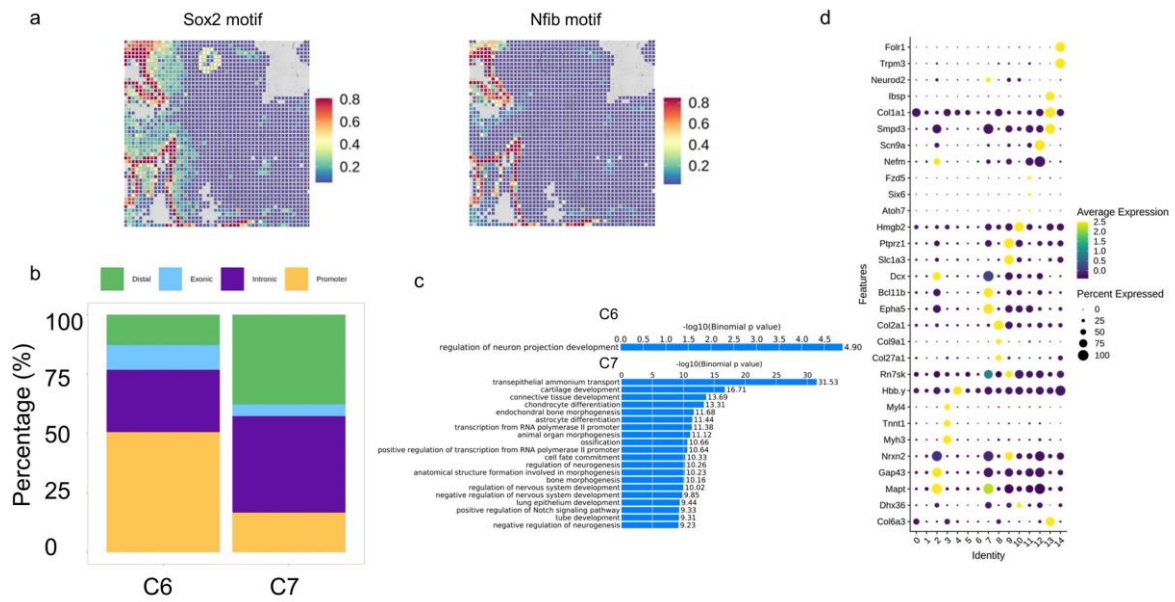 a
Sox2 motif
0.8
0.6
0.4
0.2
Nfib motif
0.8
0.6
0.4
0.2
b
Distal
Exonic
Intronic
Promoter
Percentage (%)
100
75
50
25
0
C6
C7
c
C6
-log10(Binomial p value)
0.0 0.5 1.0 1.5 2.0 2.5 3.0 3.5 4.0 4.5
regulation of neuron projection development 4.90
C7
-log10(Binomial p value)
0 5 10 15 20 25 30
transepithelial ammonium transport 31.53
cartilage development 16.71
connective tissue development 13.69
chondrocyte differentiation 13.31
endochondral bone morphogenesis 11.68
astrocyte differentiation 11.44
transcription from RNA polymerase II promoter 11.38
animal organ morphogenesis 11.12
ossification 10.66
positive regulation of transcription from RNA polymerase II promoter 10.64
cell fate commitment 10.33
regulation of neurogenesis 10.26
anatomical structure formation involved in morphogenesis 10.23
bone morphogenesis 10.16
regulation of nervous system development 10.02
negative regulation of nervous system development 9.85
lung epithelium development 9.44
positive regulation of Notch signaling pathway 9.33
tube development 9.31
negative regulation of neurogenesis 9.23
d
Features
Folr1
Trpm3
Neurod2
Ibsp
Col1a1
Smpd3
Scn9a
Nefm
Fzd5
Six6
Atoh7
Hmgb2
Ptprz1
Slc1a3
Dcx
Bcl11b
Epha5
Col2a1
Col9a1
Col27a1
Rn7sk
Hbb.y
Myl4
Tnnt1
Myh3
Nrxn2
Gap43
Mapt
Dhx36
Col6a3
0 1 2 3 4 5 6 7 8 9 10 11 12 13 14
Identity
Average Expression
2.5
2.0
1.5
1.0
0.5
0.0
Percent Expressed
0
25
50
75
100